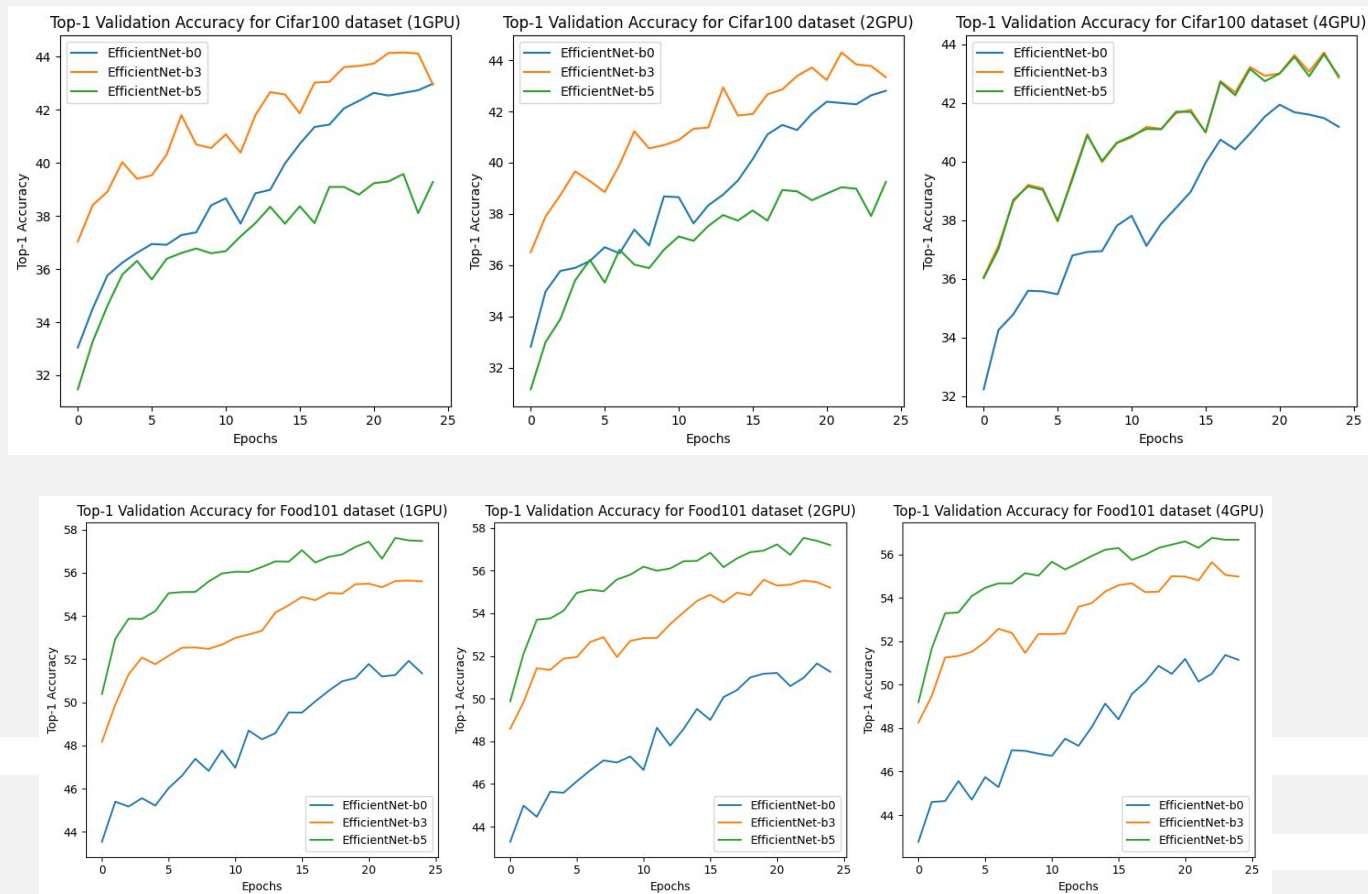 Top-1 Validation Accuracy for Cifar100 dataset (1GPU)
EfficientNet-b0
EfficientNet-b3
EfficientNet-b5
44
42
40
38
36
34
32
Top-1 Accuracy
0 5 10 15 20 25
Epochs
Top-1 Validation Accuracy for Cifar100 dataset (2GPU)
EfficientNet-b0
EfficientNet-b3
EfficientNet-b5
44
42
40
38
36
34
32
Top-1 Accuracy
0 5 10 15 20 25
Epochs
Top-1 Validation Accuracy for Cifar100 dataset (4GPU)
EfficientNet-b0
EfficientNet-b3
EfficientNet-b5
44
42
40
38
36
34
32
Top-1 Accuracy
0 5 10 15 20 25
Epochs
Top-1 Validation Accuracy for Food101 dataset (1GPU)
58
56
54
52
50
48
46
44
Top-1 Accuracy
EfficientNet-b0
EfficientNet-b3
EfficientNet-b5
0 5 10 15 20 25
Epochs
Top-1 Validation Accuracy for Food101 dataset (2GPU)
58
56
54
52
50
48
46
44
Top-1 Accuracy
EfficientNet-b0
EfficientNet-b3
EfficientNet-b5
0 5 10 15 20 25
Epochs
Top-1 Validation Accuracy for Food101 dataset (4GPU)
56
54
52
50
48
46
44
Top-1 Accuracy
EfficientNet-b0
EfficientNet-b3
EfficientNet-b5
0 5 10 15 20 25
Epochs